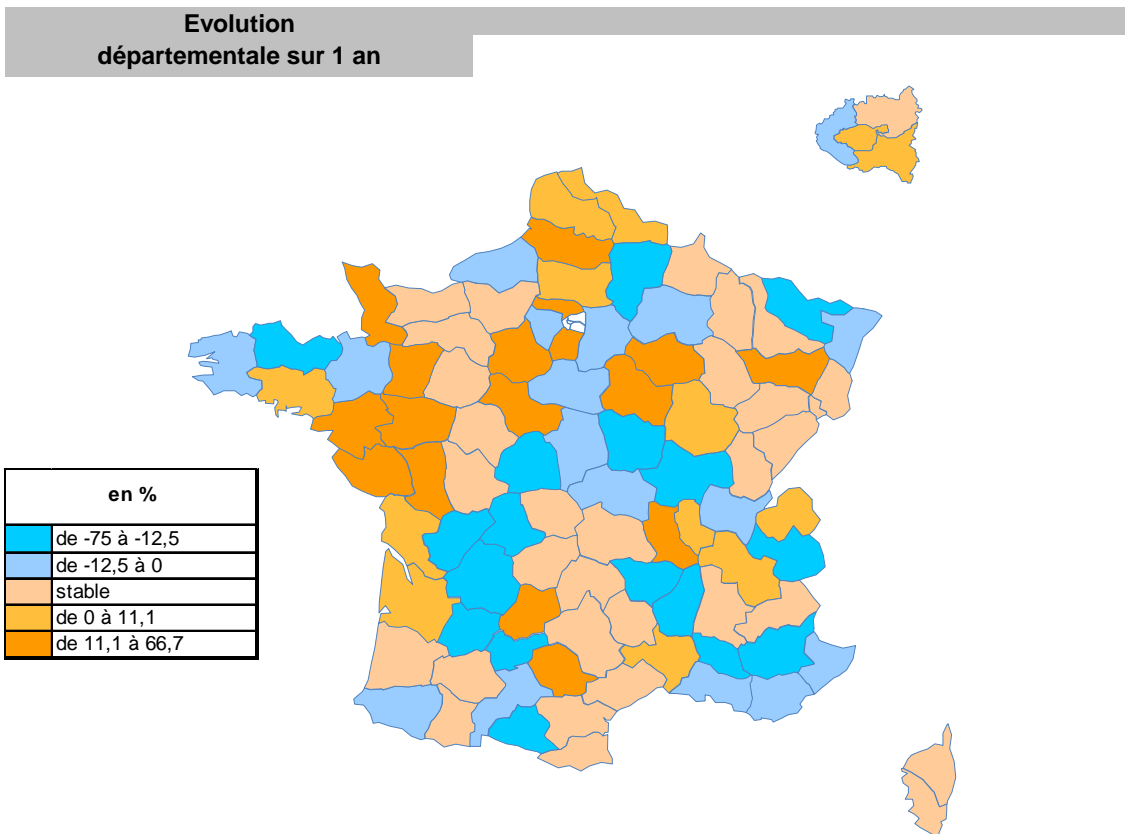 Evolution
départementale sur 1 an
en %
de -75 à -12,5
de -12,5 à 0
stable
de 0 à 11,1
de 11,1 à 66,7